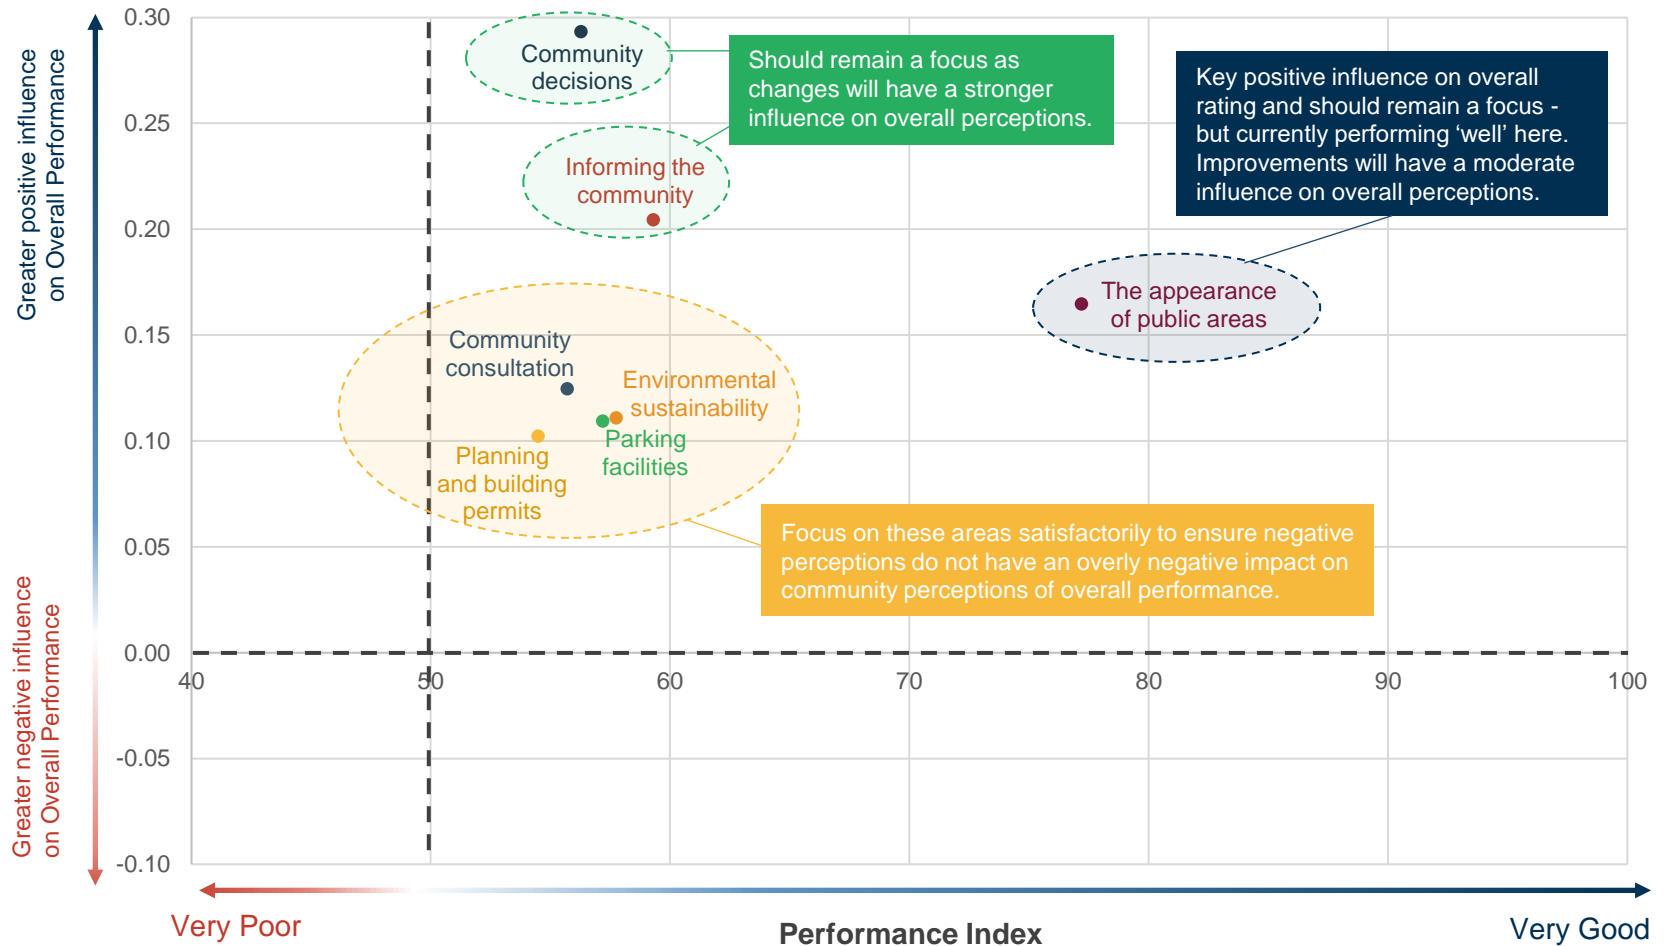 Greater positive influence
on Overall Performance
Greater negative influence
on Overall Performance
0.30
0.25
0.20
0.15
0.10
0.05
0.00
-0.05
-0.10
40
50
60
70
80
90
100
Community
decisions
Should remain a focus as
changes will have a stronger
influence on overall perceptions.
Key positive influence on overall
rating and should remain a focus -
but currently performing ‘well’ here.
Improvements will have a moderate
influence on overall perceptions.
Informing the
community
The appearance
of public areas
Community
consultation
Environmental
sustainability
Parking
facilities
Planning
and building
permits
Focus on these areas satisfactorily to ensure negative
perceptions do not have an overly negative impact on
community perceptions of overall performance.
Very Poor
Performance Index
Very Good